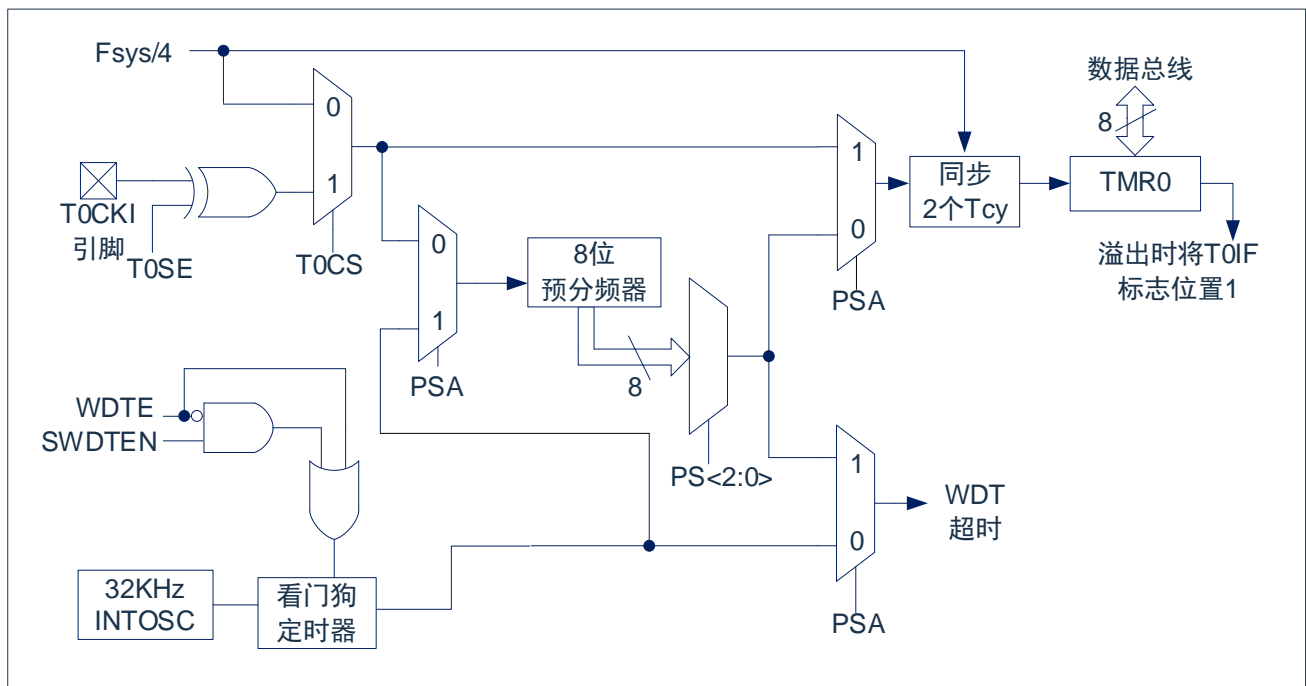 Fsys/4
数据总线
0
8
1
1
同步
2个Tcy
TMR0
T0CKI
引脚
T0SE
T0CS
0
8位
预分频器
0
溢出时将T0IF
标志位置1
1
PSA
PSA
8
WDTE
SWDTEN
PS<2:0>
1
WDT
超时
0
32KHz
INTOSC
看门狗
定时器
PSA